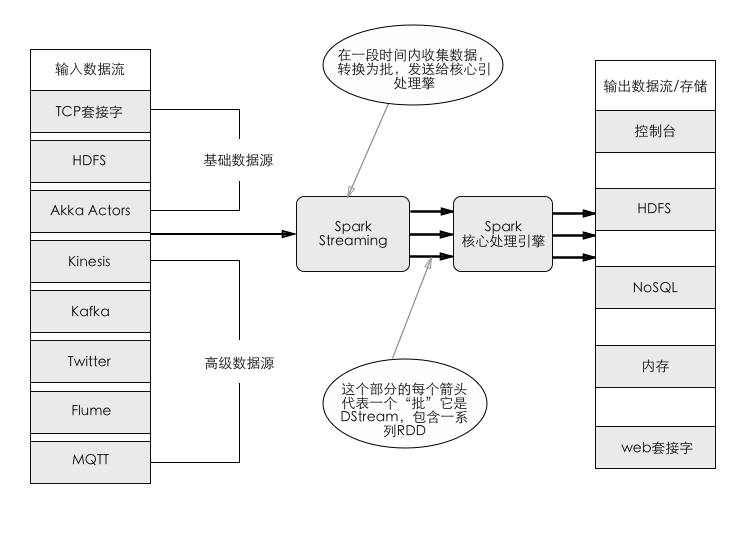 输入数据流
TCP套接字
HDFS
Akka Actors
Kinesis
Kafka
Twitter
Flume
MQTT
基础数据源
高级数据源
在一段时间内收集数据，
转换为批，发送给核心引
处理擎
Spark
Streaming
Spark
核心处理引擎
这个部分的每个箭头
代表一个“批”它是
DStream，包含一系
列RDD
输出数据流/存储
控制台
HDFS
NoSQL
内存
web套接字